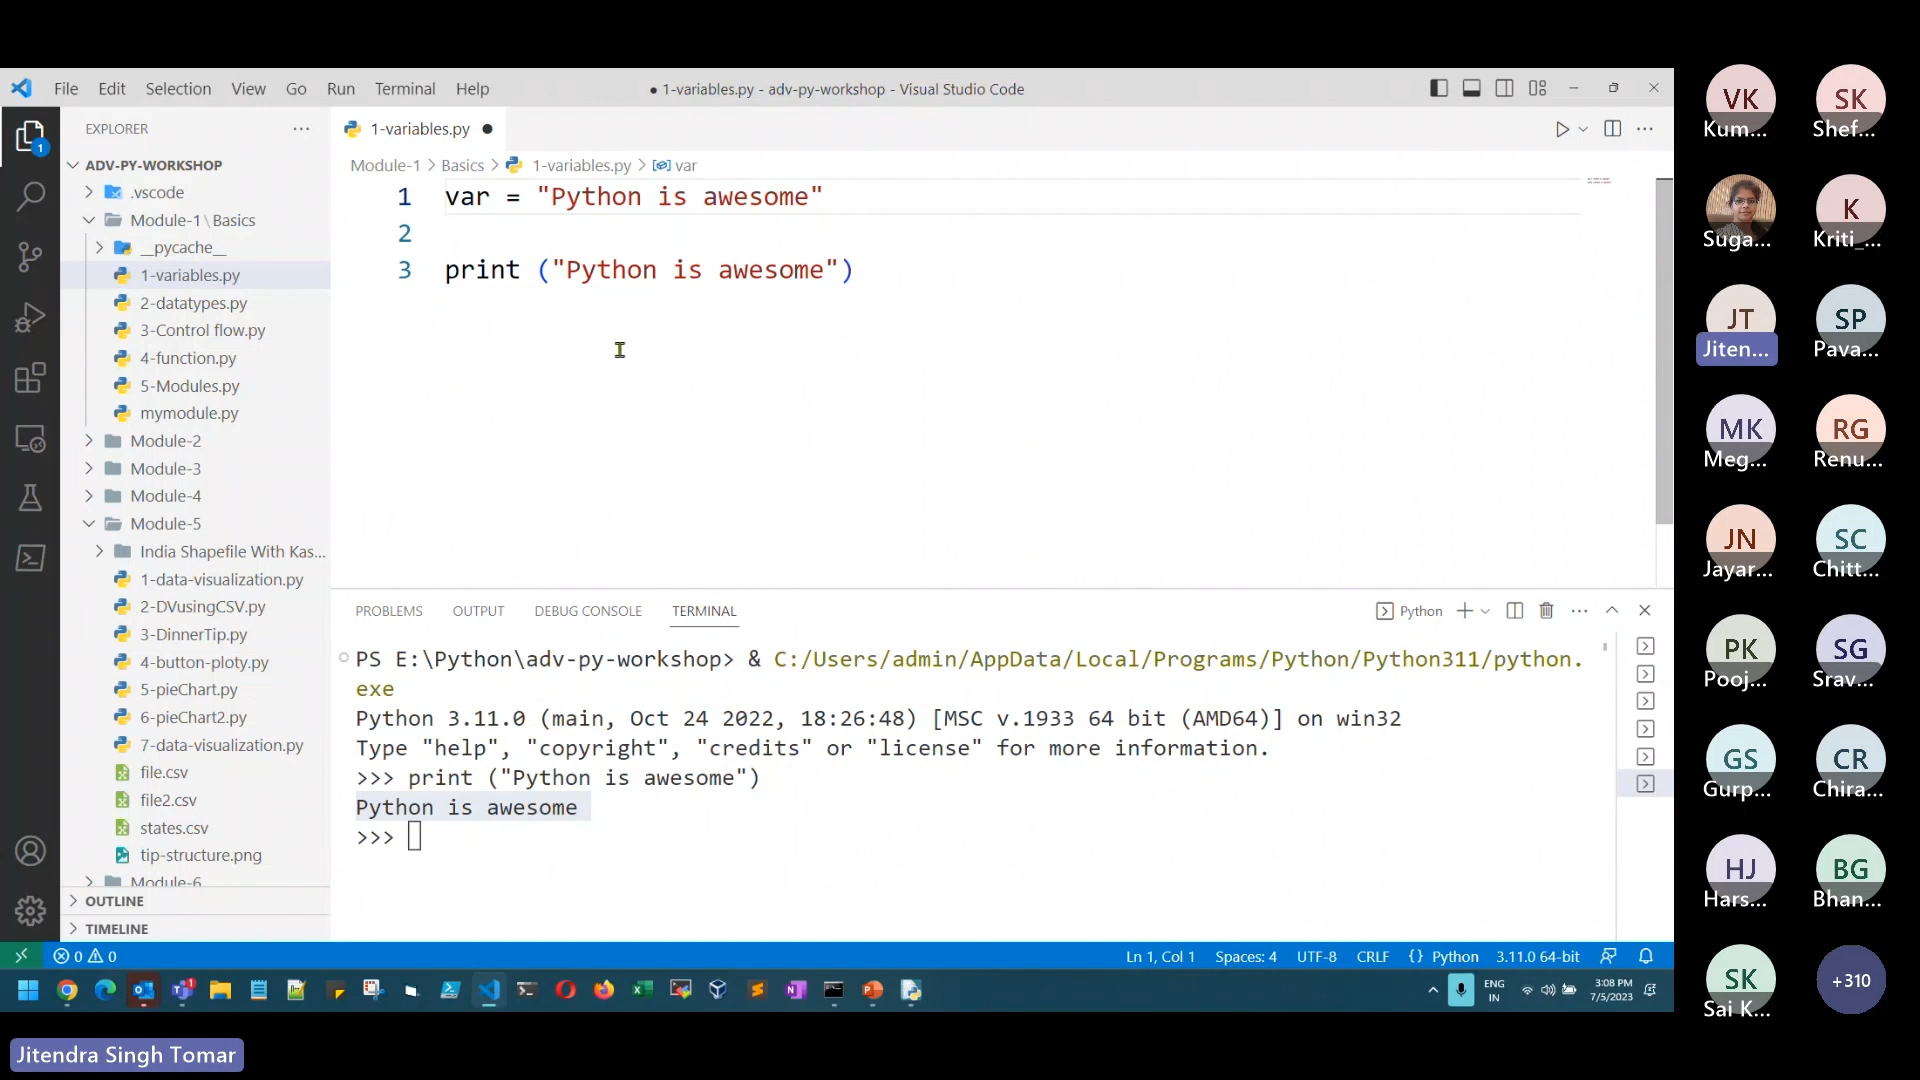 File Edit Selection View Go Run Terminal Help
● 1-variables.py - adv-py-workshop - Visual Studio Code
EXPLORER
1
ADV-PY-WORKSHOP
.vscode
Module-1 \ Basics
__pycache__
1-variables.py
2-datatypes.py
3-Control flow.py
4-function.py
5-Modules.py
mymodule.py
Module-2
Module-3
Module-4
Module-5
India Shapefile With Kas...
1-data-visualization.py
2-DVusingCSV.py
3-DinnerTip.py
4-button-ploty.py
5-pieChart.py
6-pieChart2.py
7-data-visualization.py
file.csv
file2.csv
states.csv
tip-structure.png
Module-6
OUTLINE
TIMELINE
1-variables.py ●
Module-1 > Basics > 1-variables.py > var
1 var = "Python is awesome"
2
3 print ("Python is awesome")
PROBLEMS OUTPUT DEBUG CONSOLE TERMINAL
Python
PS E:\Python\adv-py-workshop> & C:/Users/admin/AppData/Local/Programs/Python/Python311/python.
exe
Python 3.11.0 (main, Oct 24 2022, 18:26:48) [MSC v.1933 64 bit (AMD64)] on win32
Type "help", "copyright", "credits" or "license" for more information.
>>> print ("Python is awesome")
Python is awesome
>>>
0 0
Ln 1, Col 1 Spaces: 4 UTF-8 CRLF {} Python 3.11.0 64-bit
ENG
IN
3:08 PM
7/5/2023
VK
Kum...
SK
Shef...
Suga...
K
Kriti_...
JT
Jiten...
SP
Pava...
MK
Meg...
RG
Renu...
JN
Jayar...
SC
Chitt...
PK
Pooj...
SG
Srav...
GS
Gurp...
CR
Chira...
HJ
Hars...
BG
Bhan...
SK
Sai K...
+310
Jitendra Singh Tomar